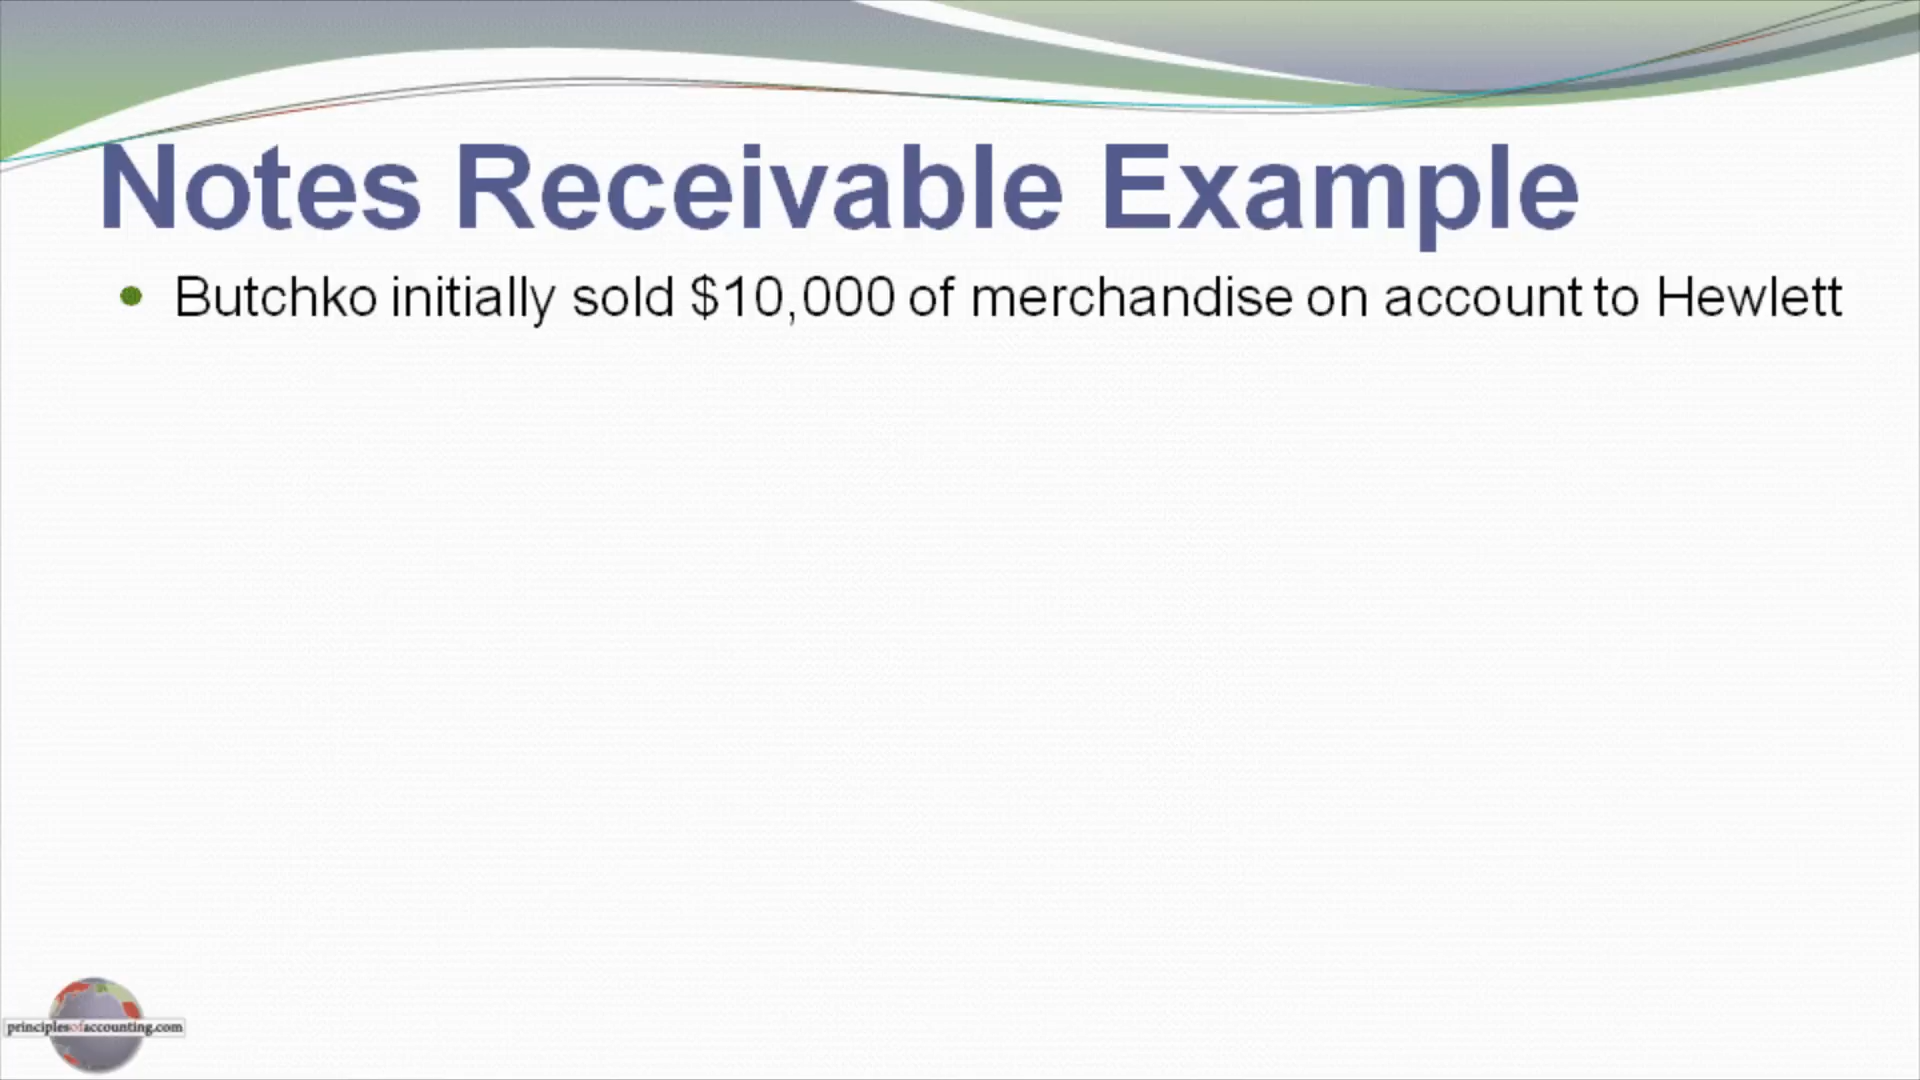 Notes Receivable Example
Butchko initially sold $10,000 of merchandise on account to Hewlett
principlesofaccounting.com